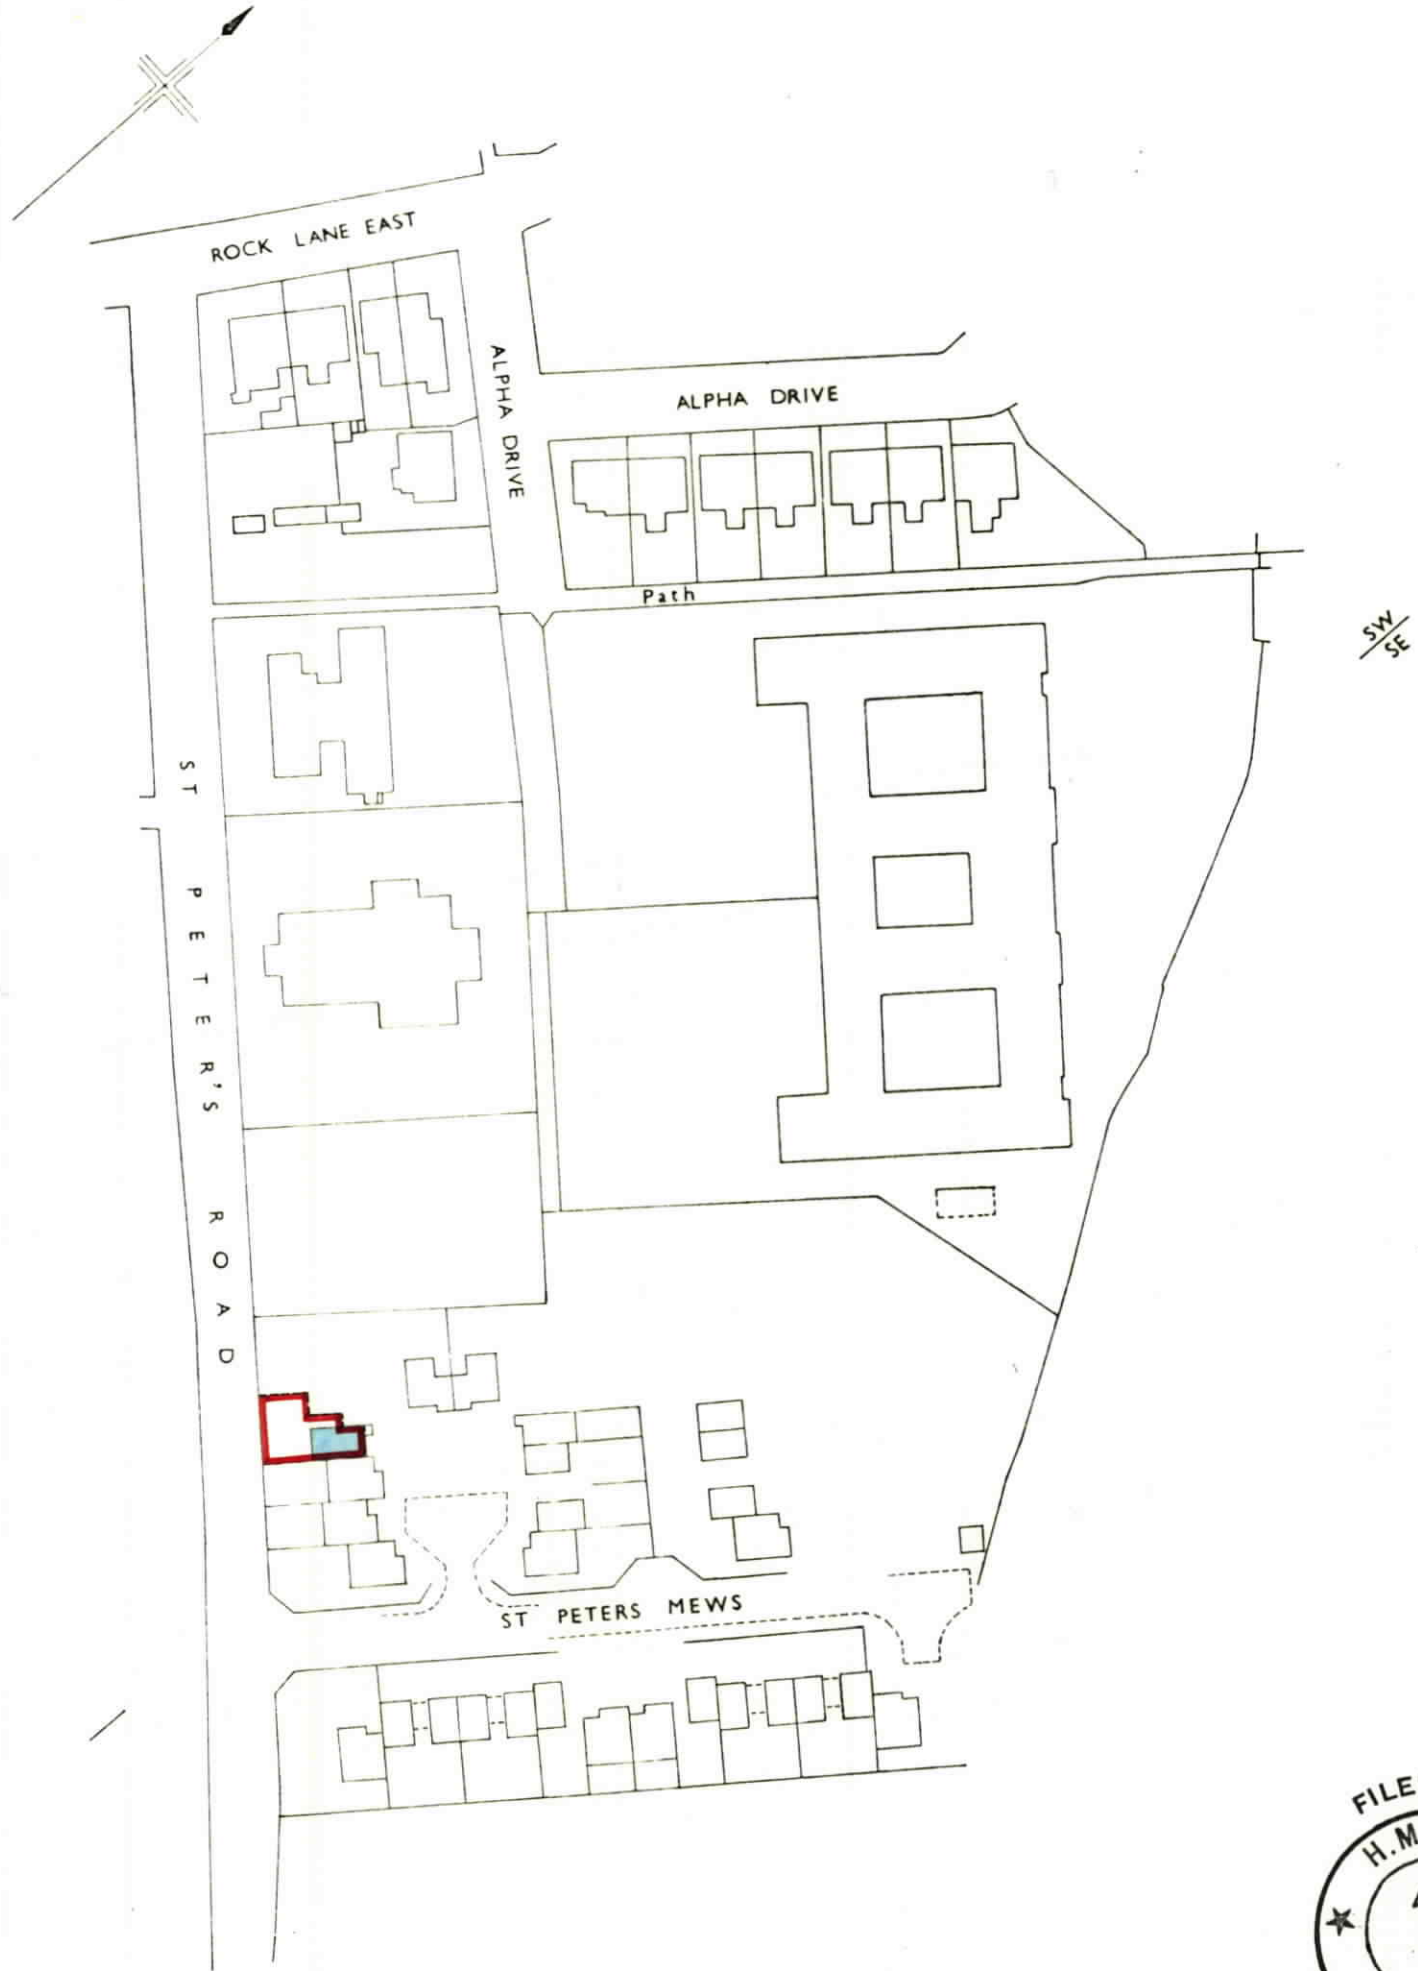 ROCK LANE EAST
ALPHA DRIVE
ALPHA DRIVE
Path
SW
SE
ST PETER'S ROAD
ST PETERS MEWS
FILE
H.M